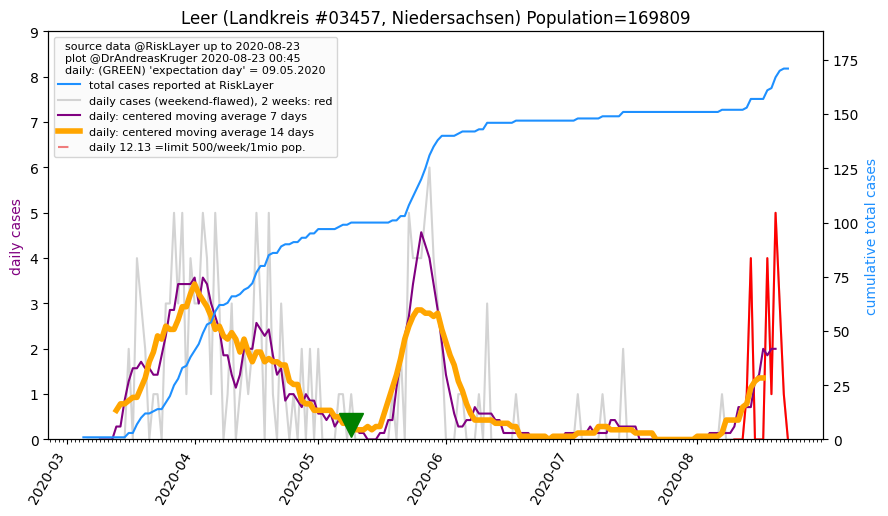 Leer (Landkreis #03457, Niedersachsen) Population=169809
source data @RiskLayer up to 2020-08-23
plot @DrAndreasKruger 2020-08-23 00:45
daily: (GREEN) 'expectation day' = 09.05.2020
total cases reported at RiskLayer
daily cases (weekend-flawed), 2 weeks: red
daily: centered moving average 7 days
daily: centered moving average 14 days
daily 12.13 =limit 500/week/1mio pop.
daily cases
9
8
7
6
5
4
3
2
1
0
cumulative total cases
175
150
125
100
75
50
25
0
2020-03
2020-04
2020-05
2020-06
2020-07
2020-08